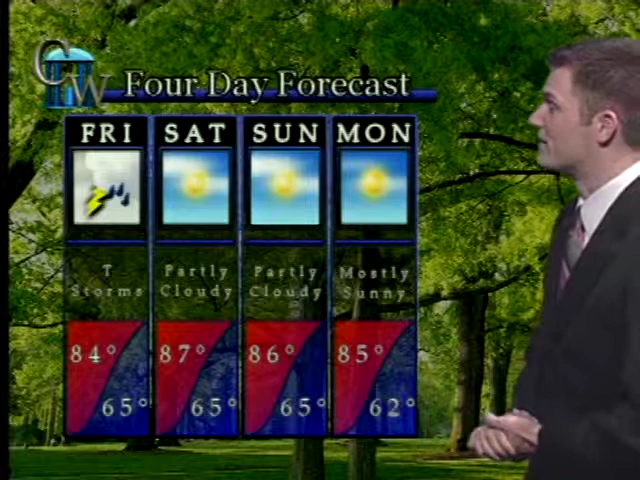 CFW Four Day Forecast
FRI SAT SUN MON
T Storms
Partly Cloudy
Partly Cloudy
Mostly Sunny
84° 87° 86° 85°
65° 65° 65° 62°